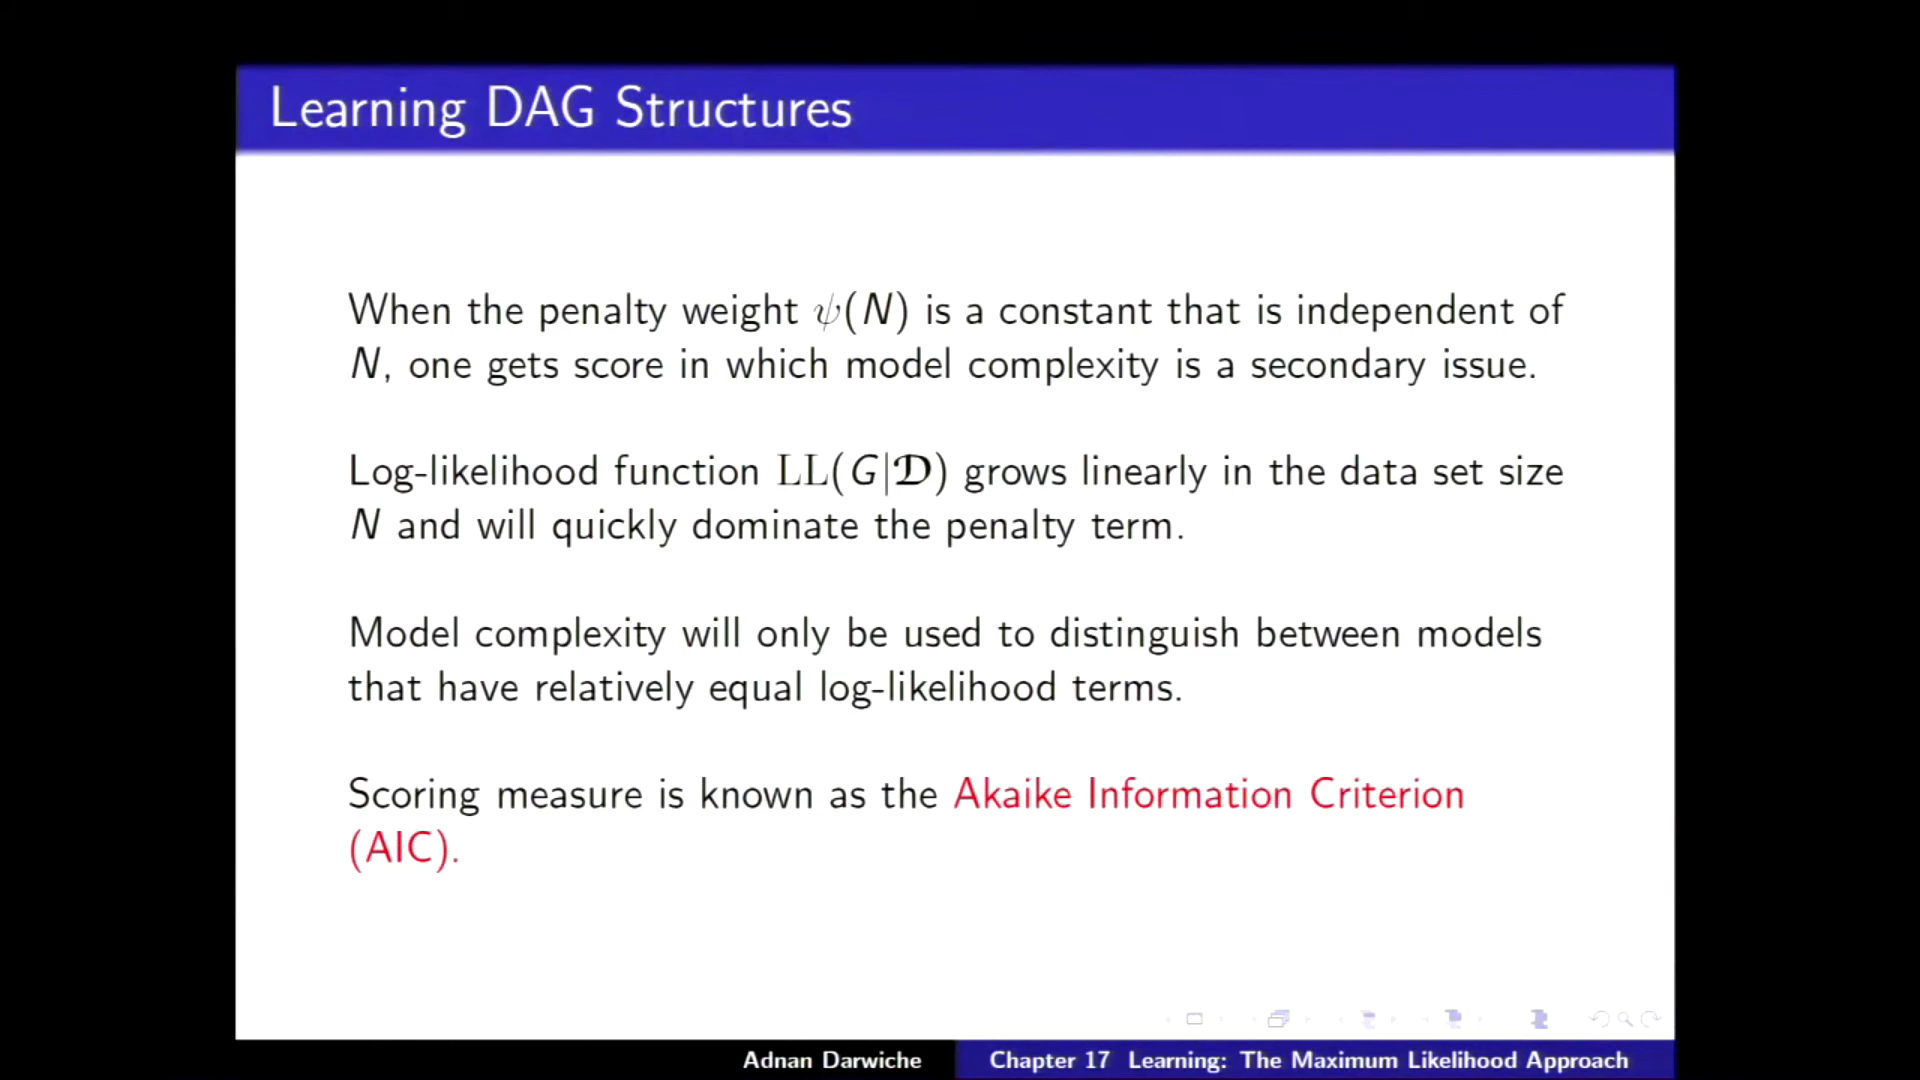 Learning DAG Structures
When the penalty weight ψ(N) is a constant that is independent of
N, one gets score in which model complexity is a secondary issue.
Log-likelihood function LL(G|𝒟) grows linearly in the data set size
N and will quickly dominate the penalty term.
Model complexity will only be used to distinguish between models
that have relatively equal log-likelihood terms.
Scoring measure is known as the Akaike Information Criterion
(AIC).
Adnan Darwiche
Chapter 17 Learning: The Maximum Likelihood Approach